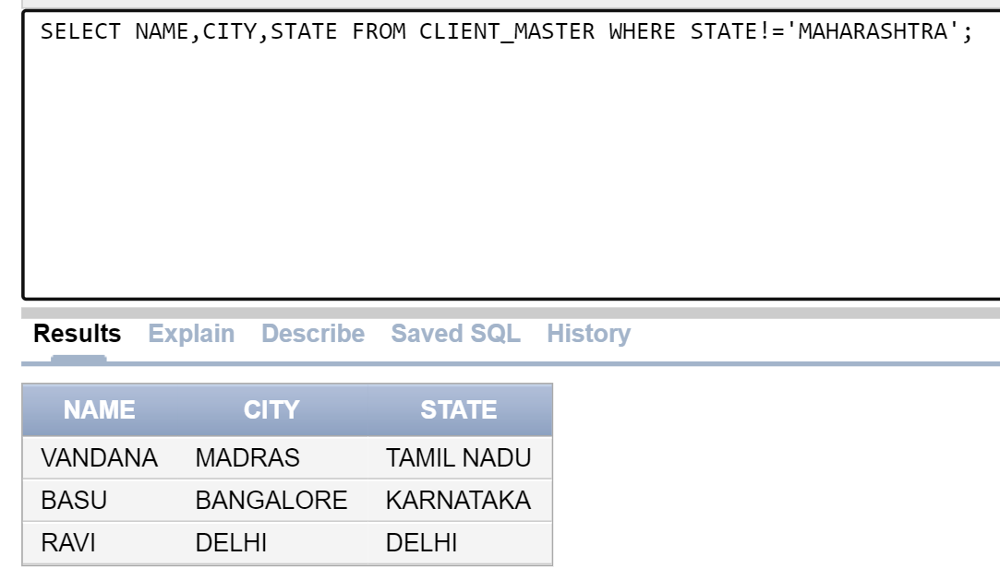 SELECT NAME,CITY,STATE FROM CLIENT_MASTER WHERE STATE!='MAHARASHTRA';
Results Explain Describe Saved SQL History
NAME CITY STATE
VANDANA MADRAS TAMIL NADU
BASU BANGALORE KARNATAKA
RAVI DELHI DELHI